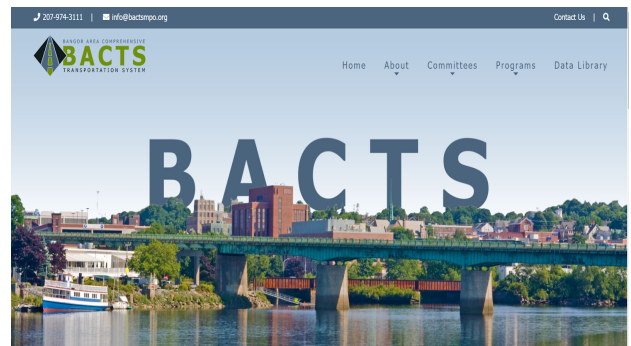 207-974-3111 | info@bactsmpo.org
Contact Us |
BANGOR AREA COMPREHENSIVE
BACTS
TRANSPORTATION SYSTEM
Home About Committees Programs Data Library
BACTS